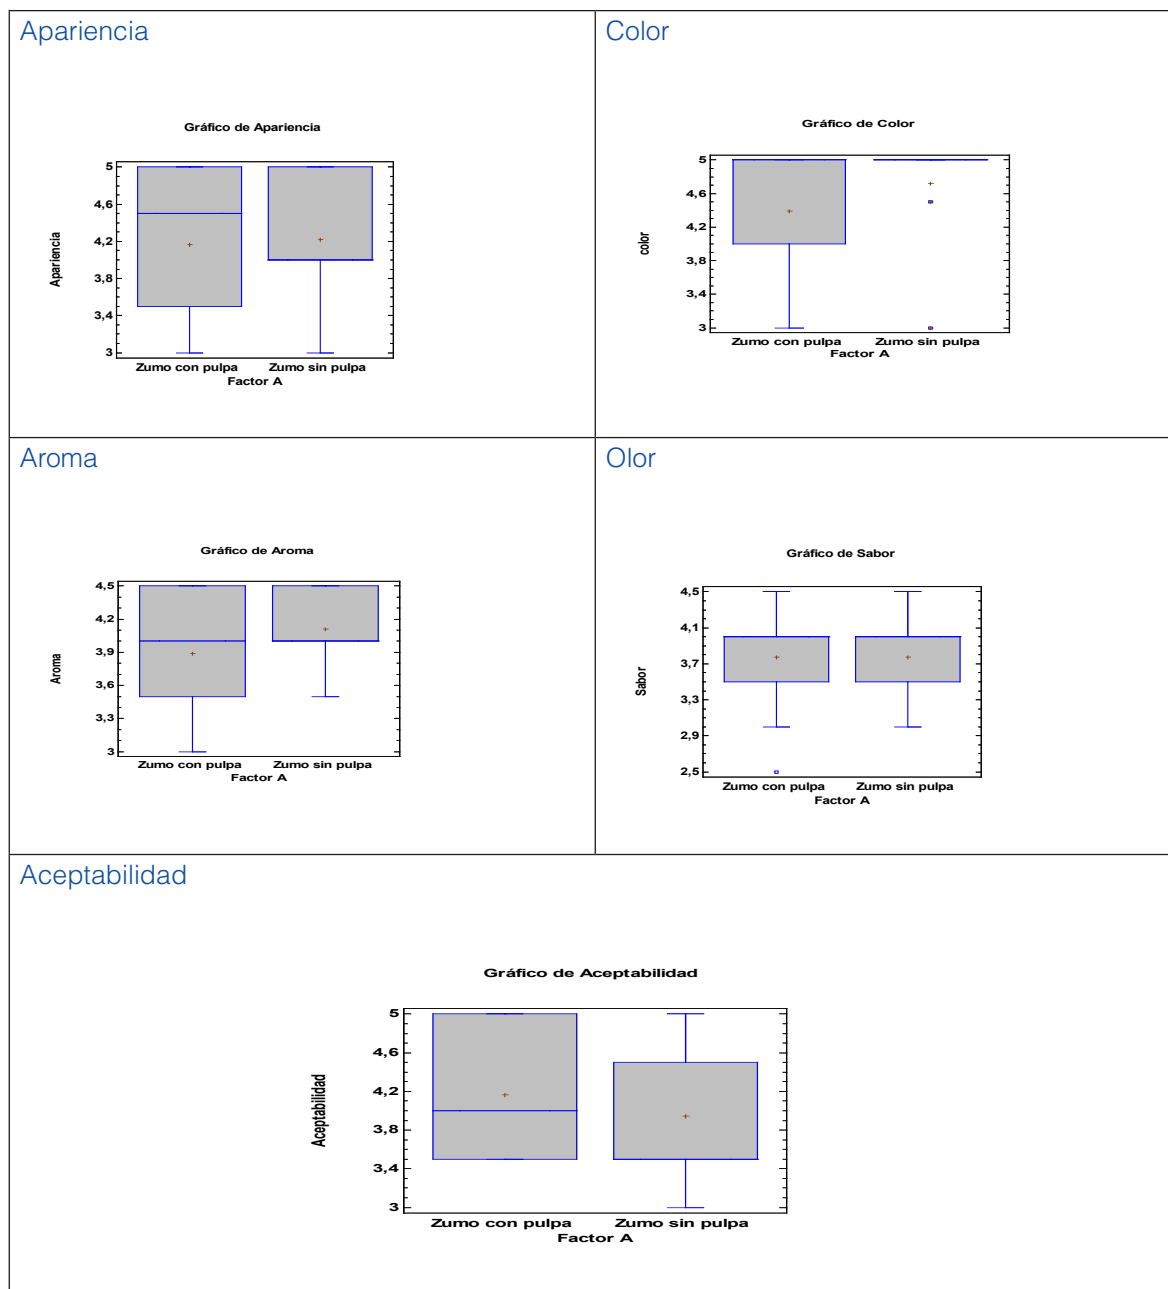 Apariencia
Gráfico de Apariencia
Apariencia
5
4,6
4,2
3,8
3,4
3
Zumo con pulpa Zumo sin pulpa
Factor A
Color
Gráfico de Color
color
5
4,6
4,2
3,8
3,4
3
Zumo con pulpa Zumo sin pulpa
Factor A
Aroma
Gráfico de Aroma
Aroma
4,5
4,2
3,9
3,6
3,3
3
Zumo con pulpa Zumo sin pulpa
Factor A
Olor
Gráfico de Sabor
Sabor
4,5
4,1
3,7
3,3
2,9
2,5
Zumo con pulpa Zumo sin pulpa
Factor A
Aceptabilidad
Gráfico de Aceptabilidad
Aceptabilidad
5
4,6
4,2
3,8
3,4
3
Zumo con pulpa Zumo sin pulpa
Factor A